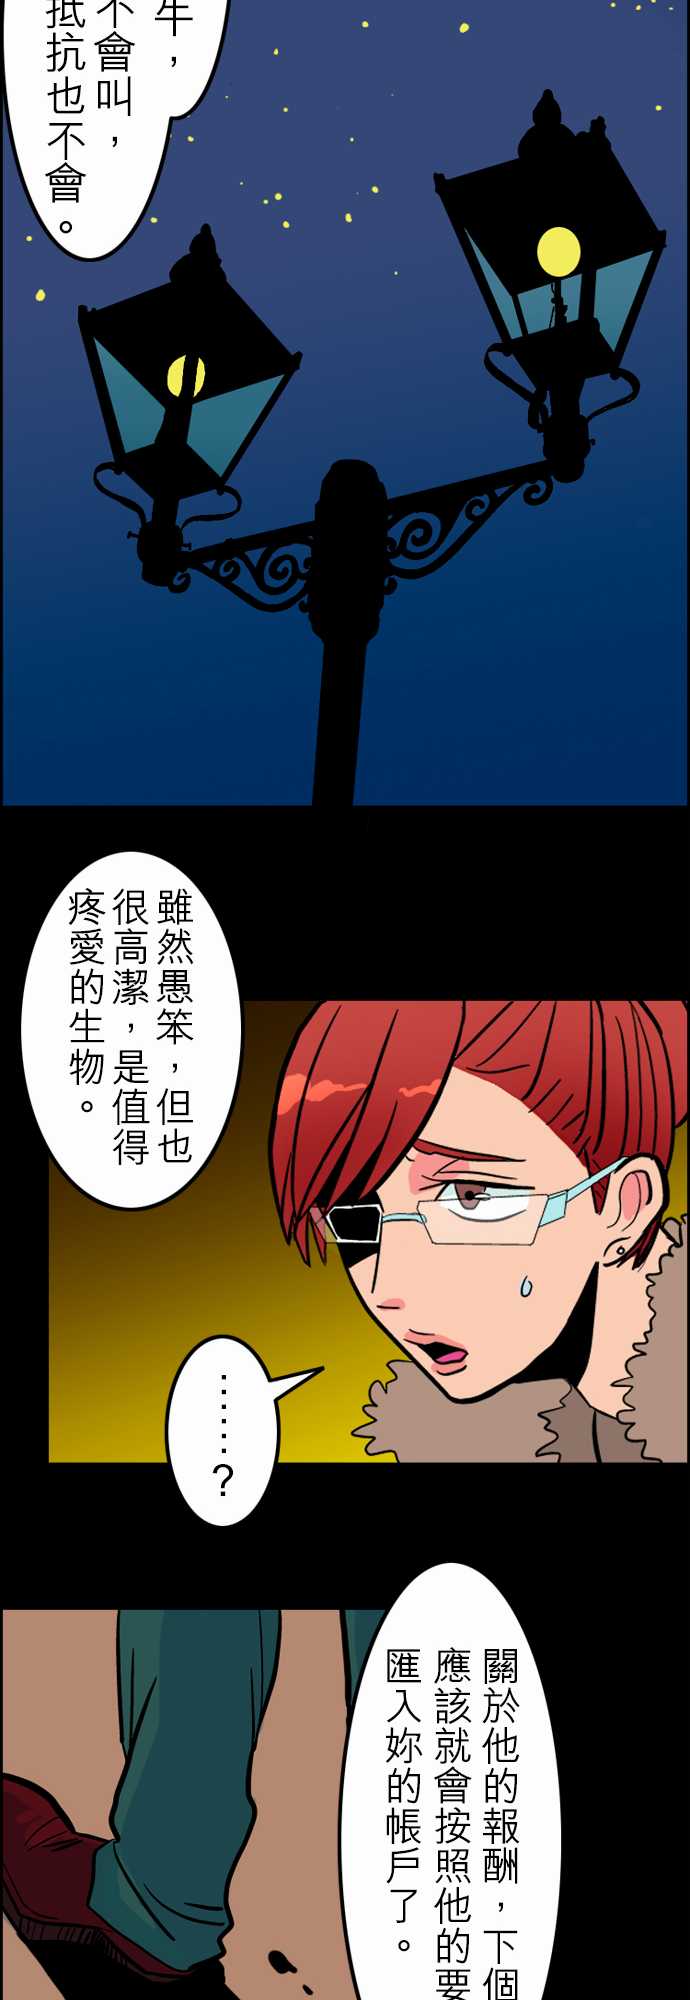 牛，
不會叫，
抵抗也不會。
雖然愚笨，但也
很高潔，是值得
疼愛的生物。
……？
關於他的報酬，下個
應該就會按照他的要
匯入妳的帳戶了。